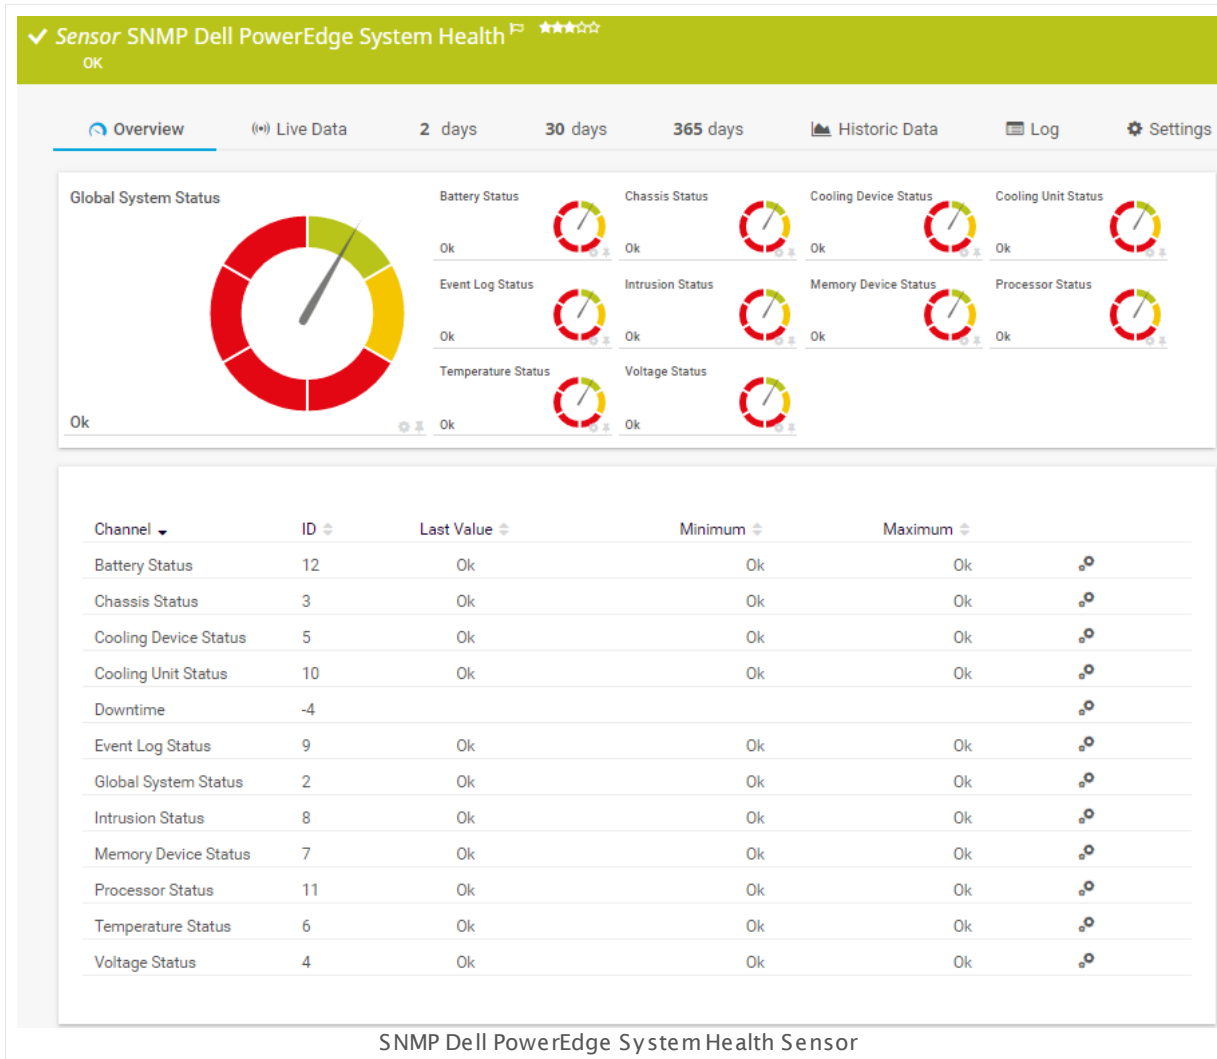 Sensor SNMP Dell PowerEdge System Health
OK
Overview Live Data 2 days 30 days 365 days Historic Data Log Settings
Global System Status
Ok
Battery Status
Ok
Chassis Status
Ok
Cooling Device Status
Ok
Cooling Unit Status
Ok
Event Log Status
Ok
Intrusion Status
Ok
Memory Device Status
Ok
Processor Status
Ok
Temperature Status
Ok
Voltage Status
Ok
Channel ID Last Value Minimum Maximum
Battery Status 12 Ok Ok Ok
Chassis Status 3 Ok Ok Ok
Cooling Device Status 5 Ok Ok Ok
Cooling Unit Status 10 Ok Ok Ok
Downtime -4
Event Log Status 9 Ok Ok Ok
Global System Status 2 Ok Ok Ok
Intrusion Status 8 Ok Ok Ok
Memory Device Status 7 Ok Ok Ok
Processor Status 11 Ok Ok Ok
Temperature Status 6 Ok Ok Ok
Voltage Status 4 Ok Ok Ok
SNMP Dell PowerEdge System Health Sensor